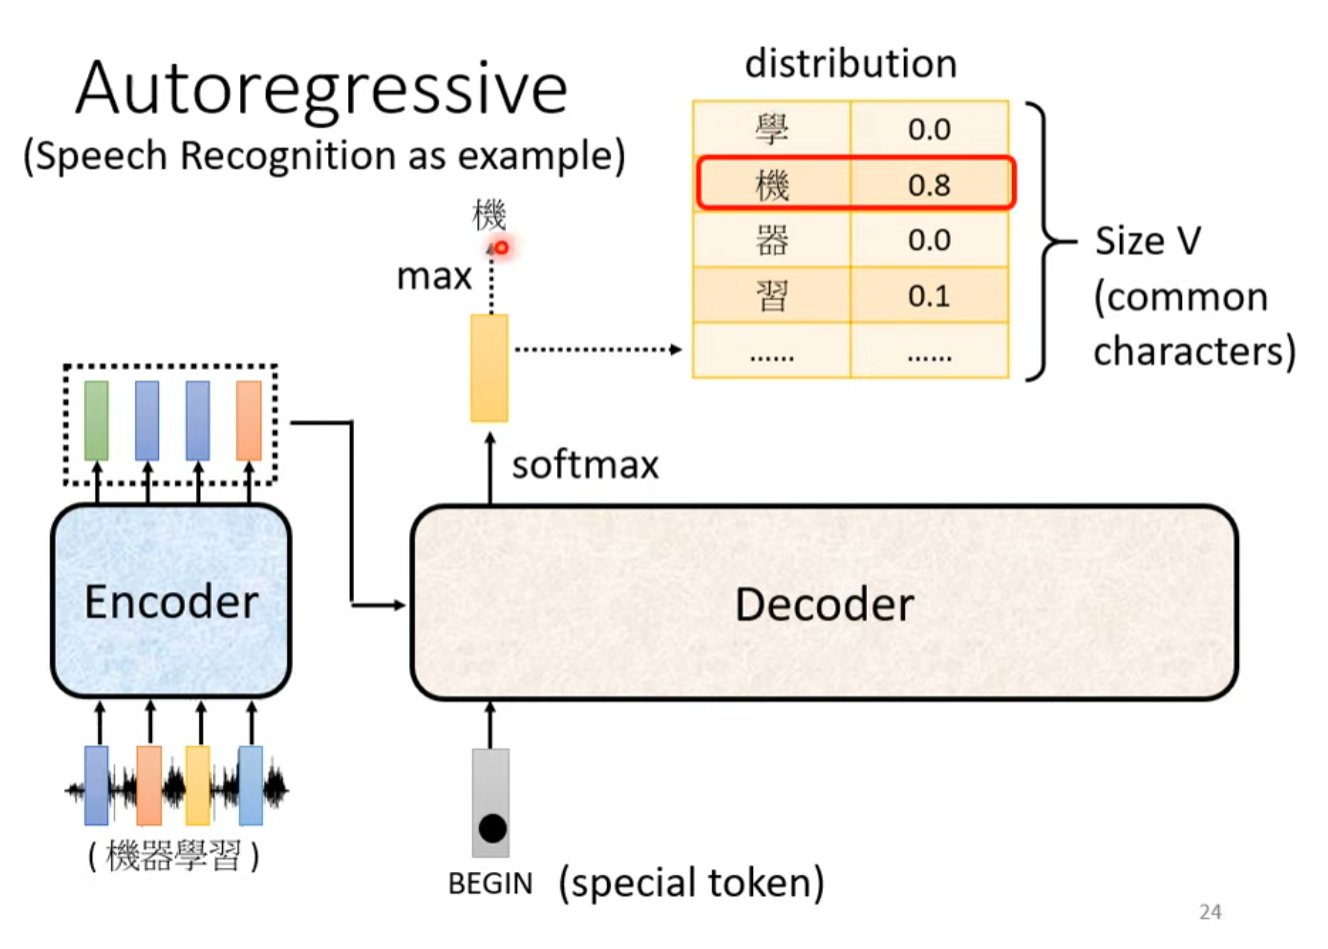 Autoregressive
(Speech Recognition as example)
distribution
學 0.0
機 0.8
器 0.0
習 0.1
...... ......
Size V
(common
characters)
機
max
softmax
Encoder
Decoder
(機器學習)
BEGIN (special token)
24